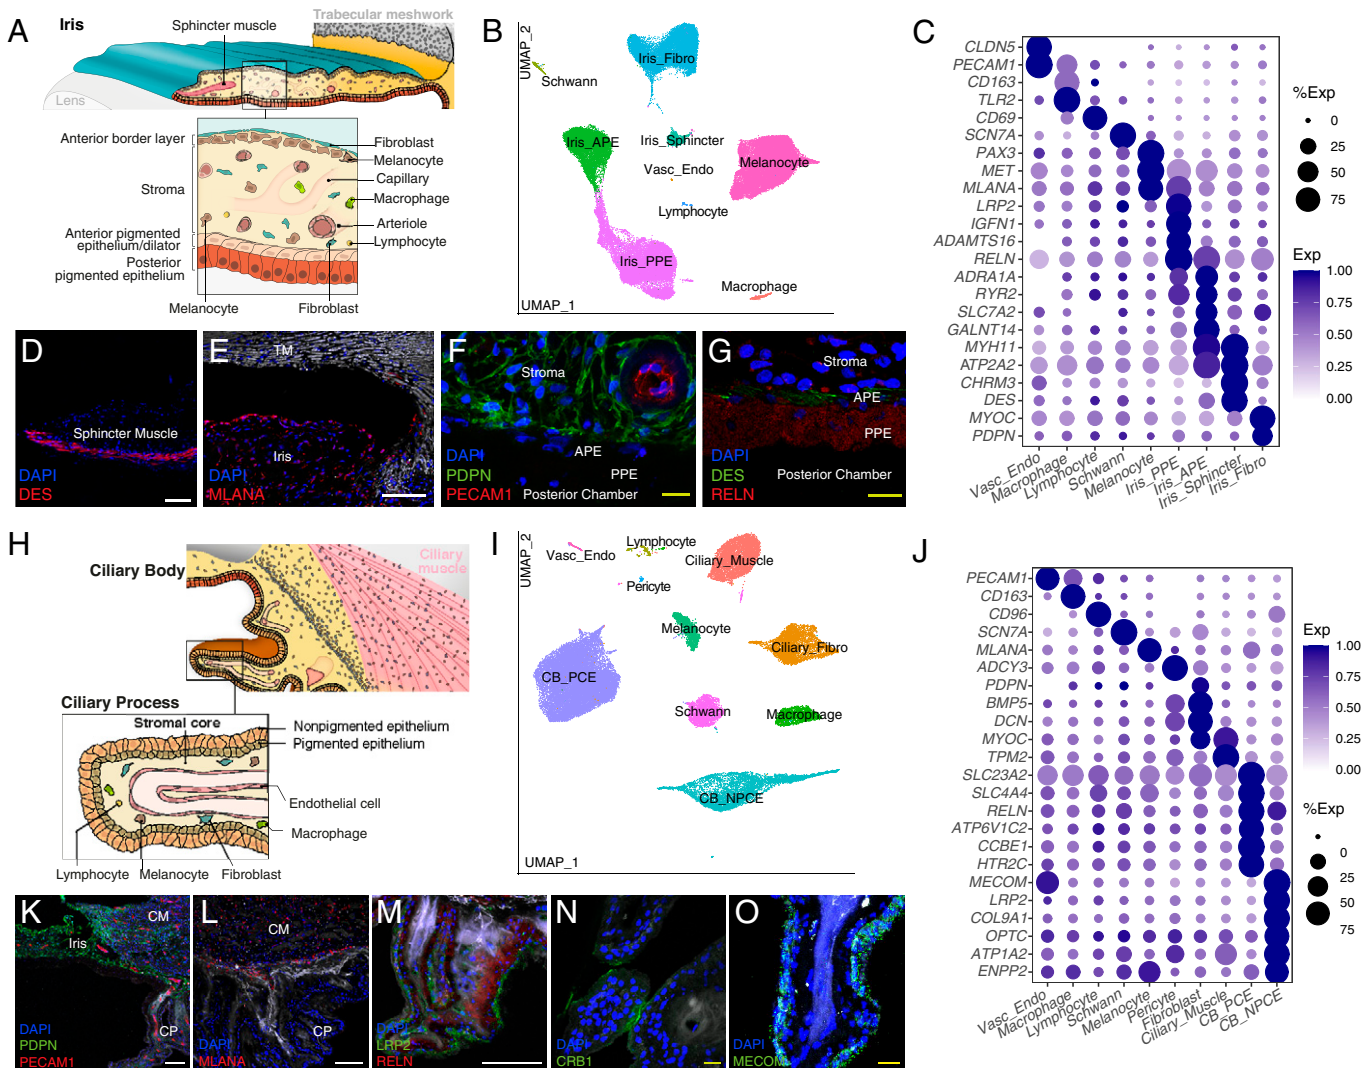 A
Iris
Sphincter muscle
Trabecular meshwork
Lens
Anterior border layer
Stroma
Anterior pigmented
epithelium/dilator
Posterior
pigmented epithelium
Fibroblast
Melanocyte
Capillary
Macrophage
Arteriole
Lymphocyte
Melanocyte
Fibroblast
B
UMAP_2
Schwann
Iris_Fibro
Iris_APE
Iris_Sphincter
Melanocyte
Vasc_Endo
Lymphocyte
Iris_PPE
Macrophage
UMAP_1
C
CLDN5
PECAM1
CD163
TLR2
CD69
SCN7A
PAX3
MET
MLANA
LRP2
IGFN1
ADAMTS16
RELN
ADRA1A
RYR2
SLC7A2
GALNT14
MYH11
ATP2A2
CHRM3
DES
MYOC
PDPN
Vasc_Endo
Macrophage
Lymphocyte
Schwann
Melanocyte
Iris_PPE
Iris_APE
Iris_Sphincter
Iris_Fibro
%Exp
0
25
50
75
Exp
1.00
0.75
0.50
0.25
0.00
D
Sphincter Muscle
DAPI
DES
E
TM
Iris
DAPI
MLANA
F
Stroma
APE
PPE
Posterior Chamber
DAPI
PDPN
PECAM1
G
Stroma
APE
PPE
Posterior Chamber
DAPI
DES
RELN
H
Ciliary Body
Ciliary
muscle
Ciliary Process
Stromal core
Nonpigmented epithelium
Pigmented epithelium
Endothelial cell
Macrophage
Lymphocyte Melanocyte Fibroblast
I
UMAP_2
Vasc_Endo
Lymphocyte
Ciliary_Muscle
Pericyte
Melanocyte
Ciliary_Fibro
CB_PCE
Schwann
Macrophage
CB_NPCE
UMAP_1
J
PECAM1
CD163
CD96
SCN7A
MLANA
ADCY3
PDPN
BMP5
DCN
MYOC
TPM2
SLC23A2
SLC4A4
RELN
ATP6V1C2
CCBE1
HTR2C
MECOM
LRP2
COL9A1
OPTC
ATP1A2
ENPP2
Vasc_Endo
Macrophage
Lymphocyte
Schwann
Melanocyte
Pericyte
Fibroblast
Ciliary_Muscle
CB_PCE
CB_NPCE
Exp
1.00
0.75
0.50
0.25
0.00
%Exp
0
25
50
75
K
CM
Iris
CP
DAPI
PDPN
PECAM1
L
CM
CP
DAPI
MLANA
M
DAPI
LRP2
RELN
N
DAPI
CRB1
O
DAPI
MECOM